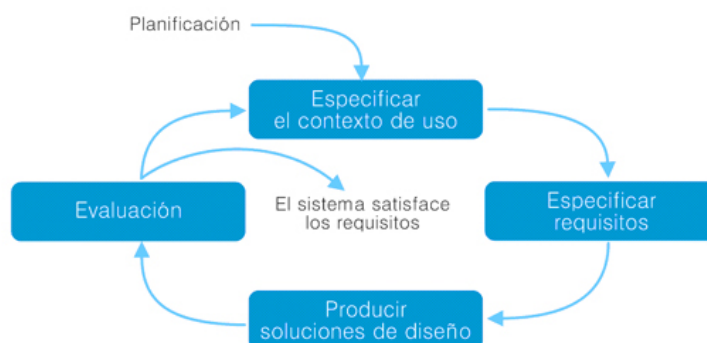 Planificación
Especificar
el contexto de uso
Evaluación
El sistema satisface
los requisitos
Especificar
requisitos
Producir
soluciones de diseño